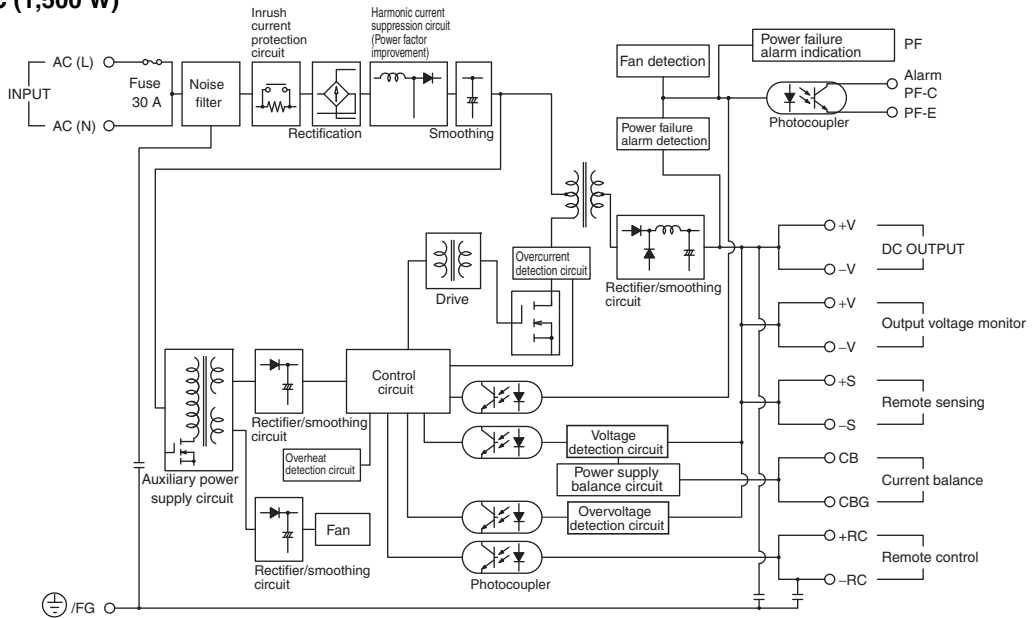 C (1,500 W)
Inrush
current
protection
circuit
Harmonic current
suppression circuit
(Power factor
improvement)
AC (L)
INPUT
Fuse
30 A
AC (N)
Noise
filter
Rectification
Smoothing
Fan detection
Power failure
alarm indication
PF
Alarm
PF-C
PF-E
Photocoupler
Power failure
alarm detection
Overcurrent
detection circuit
Drive
Rectifier/smoothing
circuit
+V
DC OUTPUT
–V
+V
Output voltage monitor
–V
+S
Remote sensing
–S
CB
Current balance
CBG
+RC
Remote control
–RC
Control
circuit
Rectifier/smoothing
circuit
Overheat
detection circuit
Auxiliary power
supply circuit
Voltage
detection circuit
Power supply
balance circuit
Overvoltage
detection circuit
Fan
Rectifier/smoothing
circuit
Photocoupler
/FG